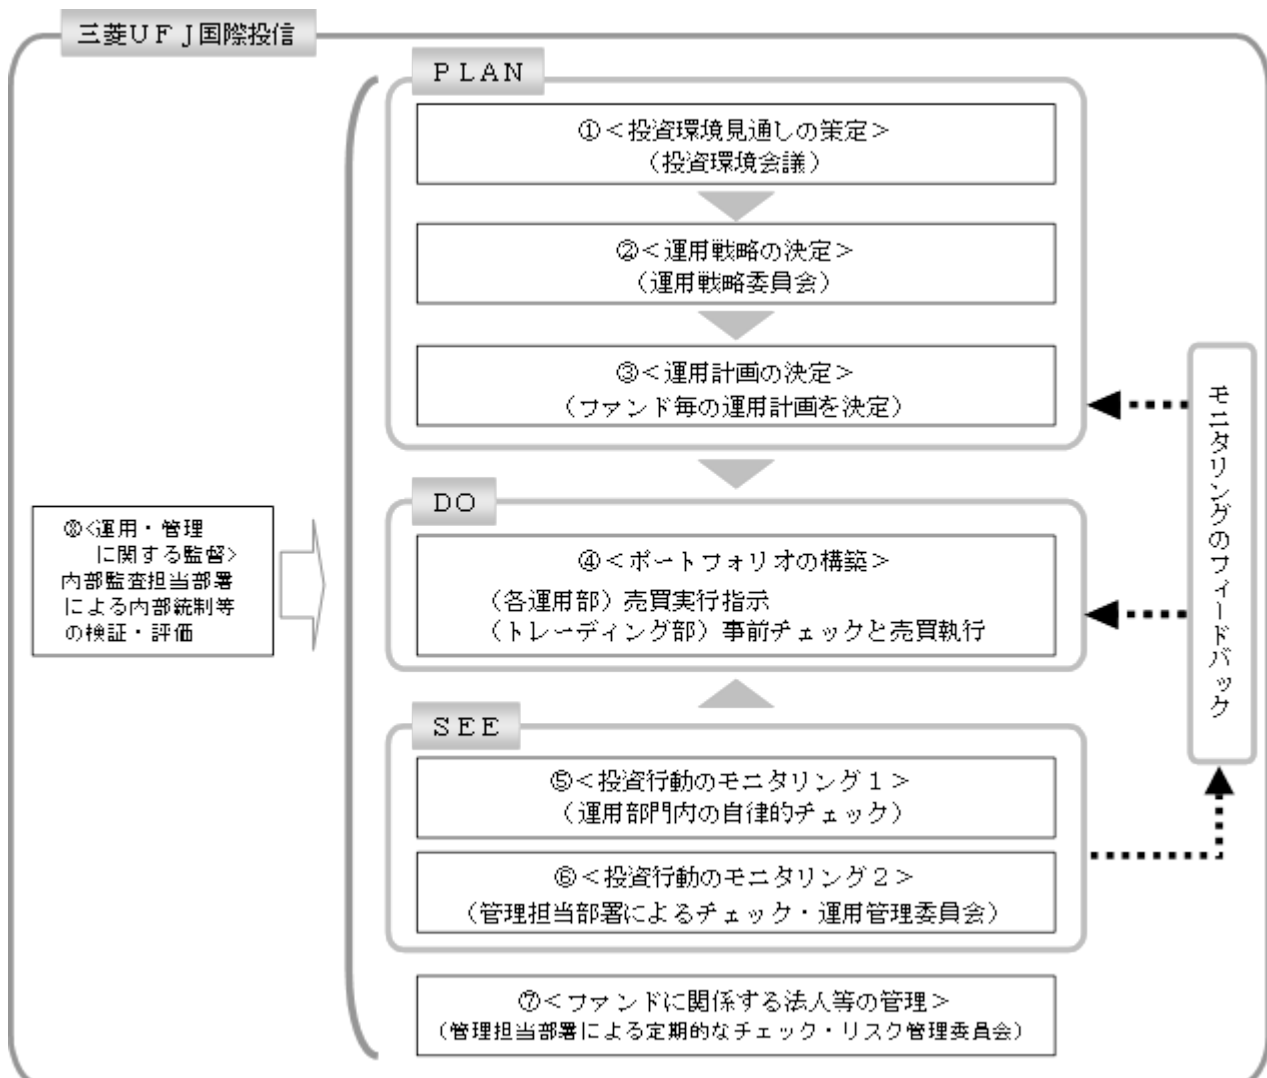 三菱ＵＦＪ国際投信
ＰＬＡＮ
①＜投資環境見通しの策定＞
（投資環境会議）
②＜運用戦略の決定＞
（運用戦略委員会）
③＜運用計画の決定＞
（ファンド毎の運用計画を決定）
ＤＯ
④＜ポートフォリオの構築＞
（各運用部）売買実行指示
（トレーディング部）事前チェックと売買執行
ＳＥＥ
⑤＜投資行動のモニタリング１＞
（運用部門内の自律的チェック）
⑥＜投資行動のモニタリング２＞
（管理担当部署によるチェック・運用管理委員会）
⑦＜ファンドに関係する法人等の管理＞
（管理担当部署による定期的なチェック・リスク管理委員会）
⑧<運用・管理
に関する監督>
内部監査担当部署
による内部統制等
の検証・評価
モニタリングのフィードバック